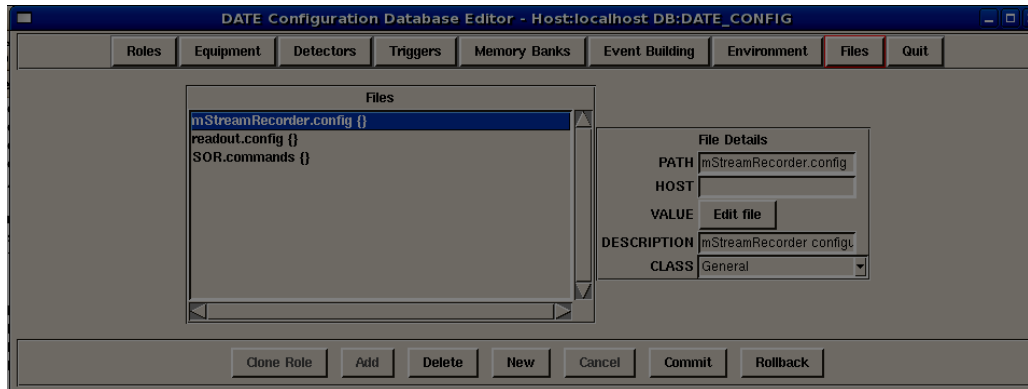 DATE Configuration Database Editor - Host:localhost DB:DATE_CONFIG
Roles Equipment Detectors Triggers Memory Banks Event Building Environment Files Quit
Files
mStreamRecorder.config {}
readout.config {}
SOR.commands {}
File Details
PATH mStreamRecorder.config
HOST
VALUE Edit file
DESCRIPTION mStreamRecorder configu
CLASS General
Clone Role Add Delete New Cancel Commit Rollback